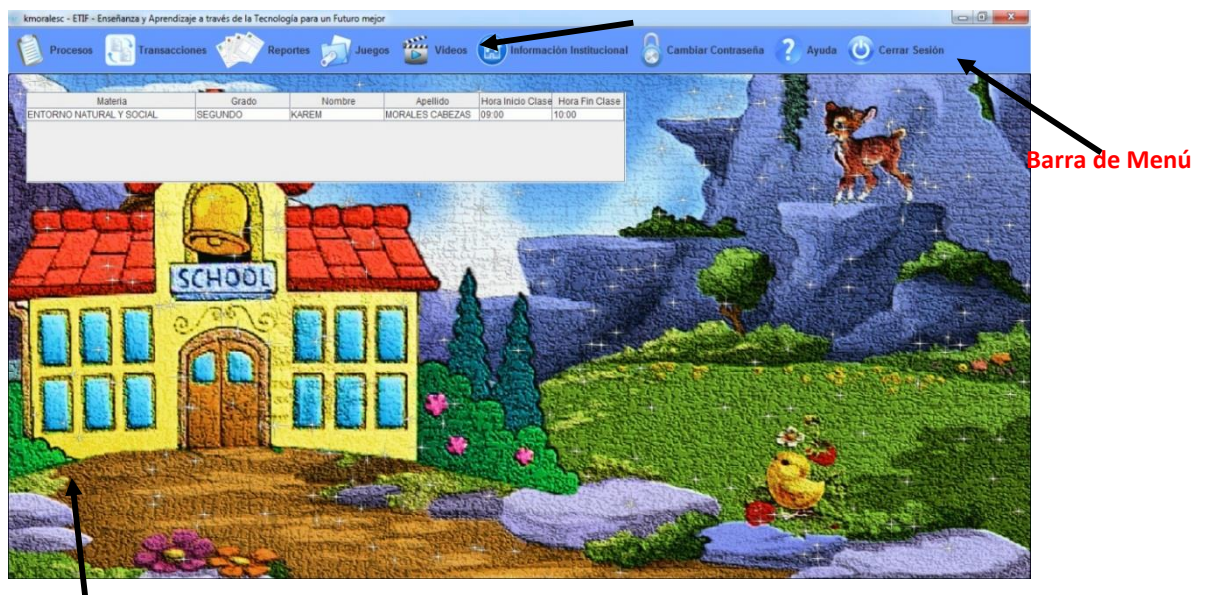 kmoralesc - ETIF - Enseñanza y Aprendizaje a través de la Tecnología para un Futuro mejor
Procesos Transacciones Reportes Juegos Videos Información Institucional Cambiar Contraseña ? Ayuda Cerrar Sesión
Materia Grado Nombre Apellido Hora Inicio Clase Hora Fin Clase
ENTORNO NATURAL Y SOCIAL SEGUNDO KAREM MORALES CABEZAS 09:00 10:00
Barra de Menú
SCHOOL